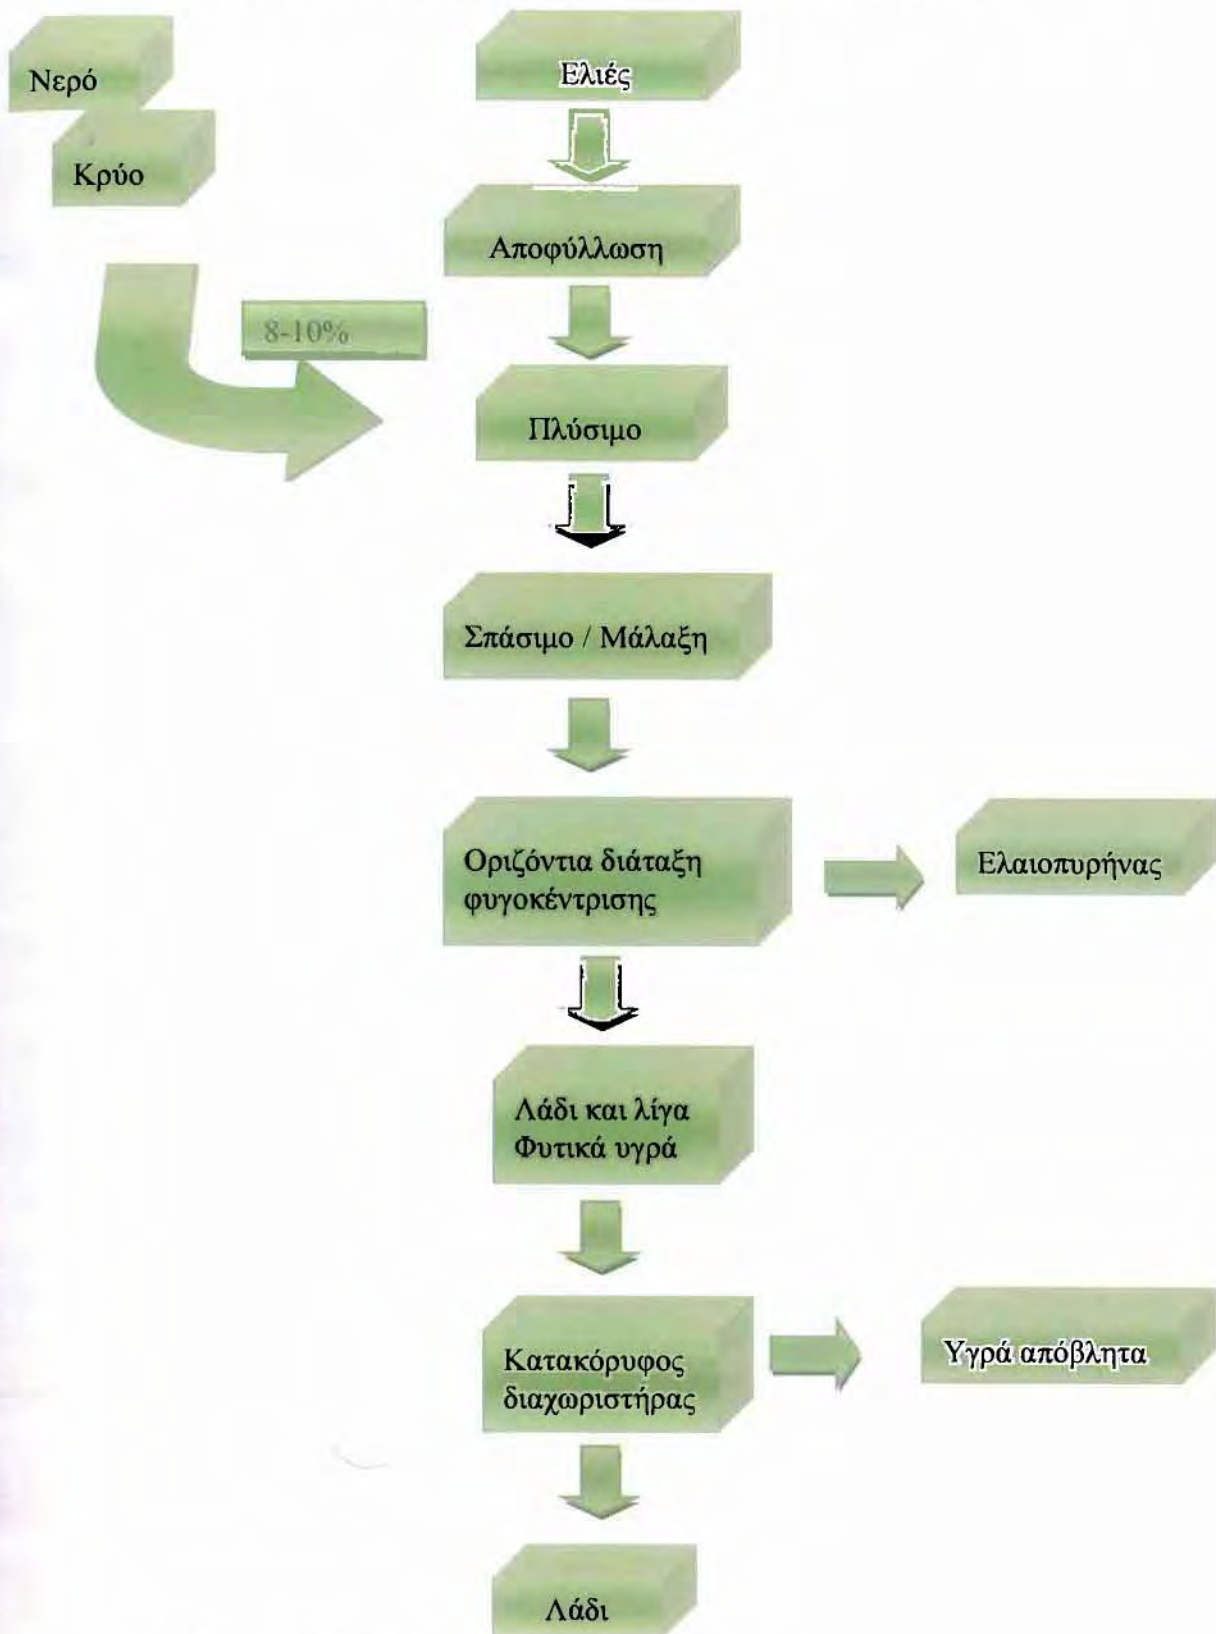 Νερό
Κρύο
Ελιές
Αποφύλλωση
8-10%
Πλύσιμο
Σπάσιμο / Μάλαξη
Οριζόντια διάταξη
φυγοκέντρισης
Ελαιοπυρήνας
Λάδι και λίγα
Φυτικά υγρά
Κατακόρυφος
διαχωριστήρας
Υγρά απόβλητα
Λάδι